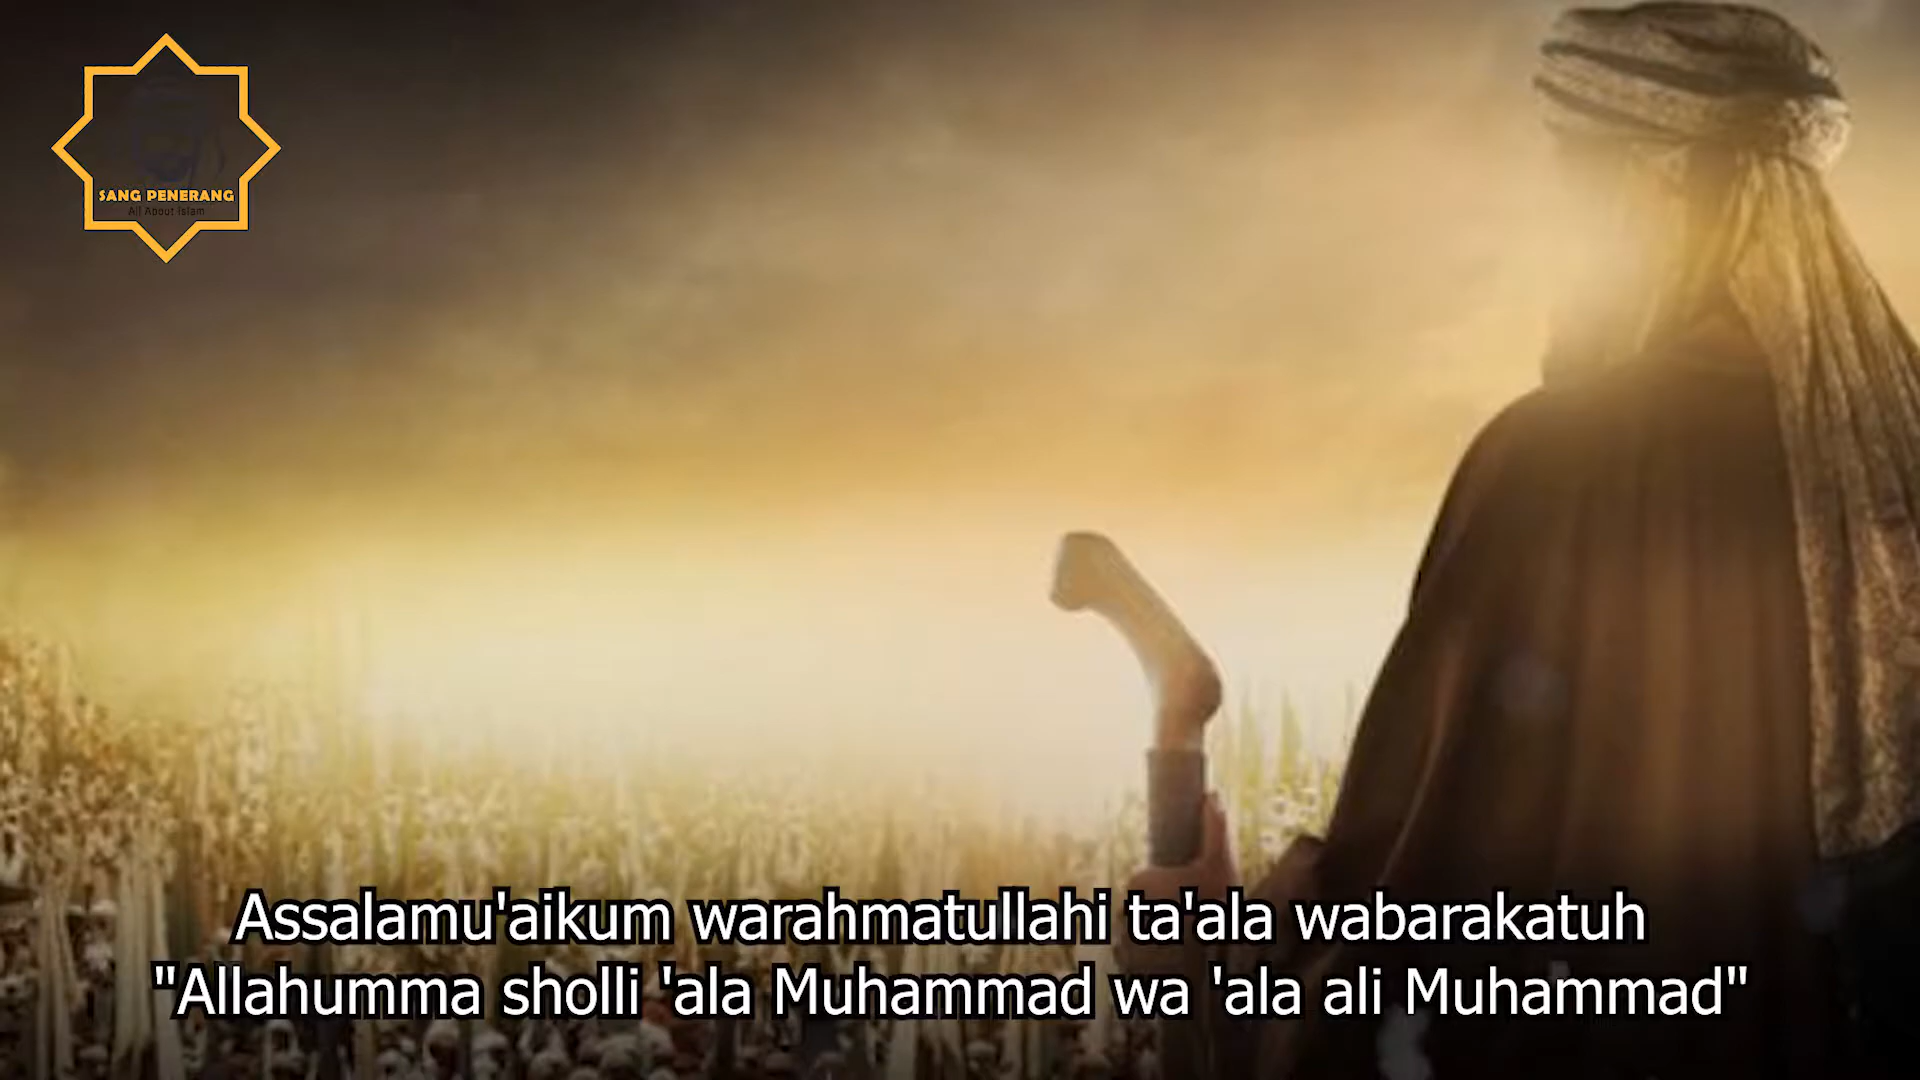 SANG PENERANG
All About Islam
Assalamu'aikum warahmatullahi ta'ala wabarakatuh
"Allahumma sholli 'ala Muhammad wa 'ala ali Muhammad"